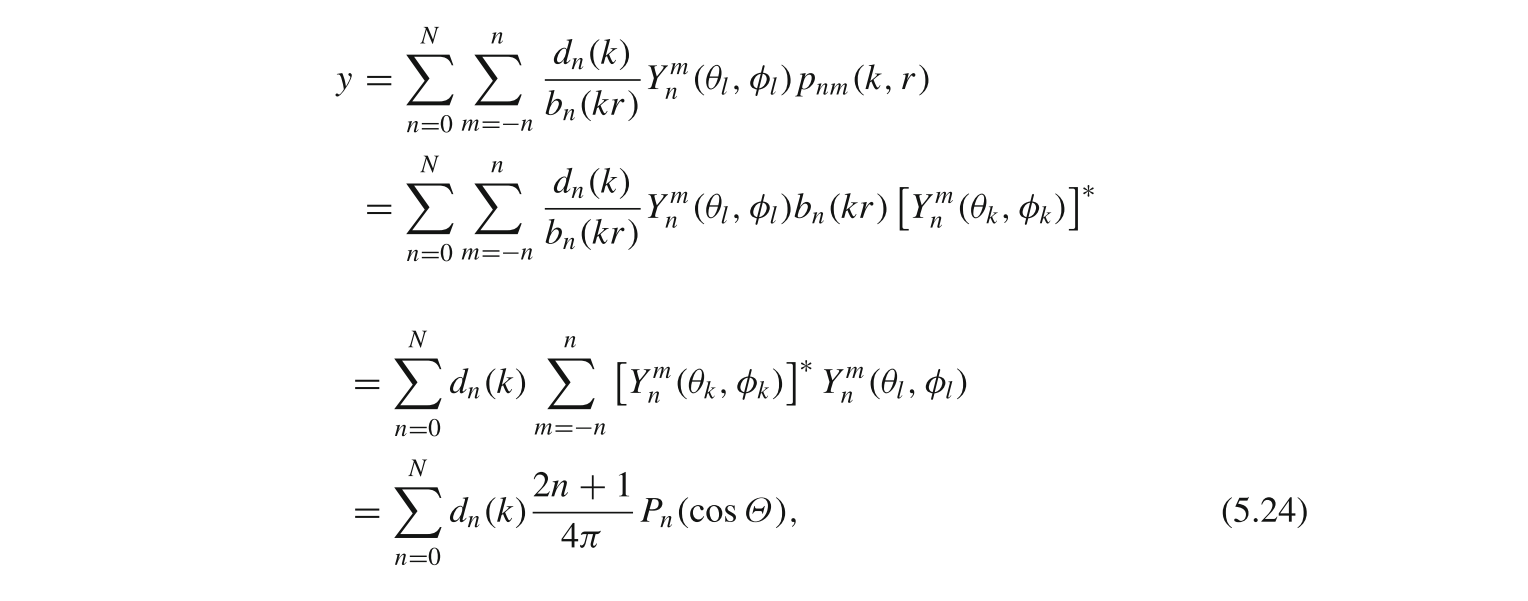 $y = \sum_{n=0}^{N} \sum_{m=-n}^{n} \frac{d_n(k)}{b_n(kr)} Y_n^m(\theta_l, \phi_l) p_{nm}(k, r)$
$= \sum_{n=0}^{N} \sum_{m=-n}^{n} \frac{d_n(k)}{b_n(kr)} Y_n^m(\theta_l, \phi_l) b_n(kr) \left[ Y_n^m(\theta_k, \phi_k) \right]^*$
$= \sum_{n=0}^{N} d_n(k) \sum_{m=-n}^{n} \left[ Y_n^m(\theta_k, \phi_k) \right]^* Y_n^m(\theta_l, \phi_l)$
$= \sum_{n=0}^{N} d_n(k) \frac{2n+1}{4\pi} P_n(\cos \Theta),$ (5.24)